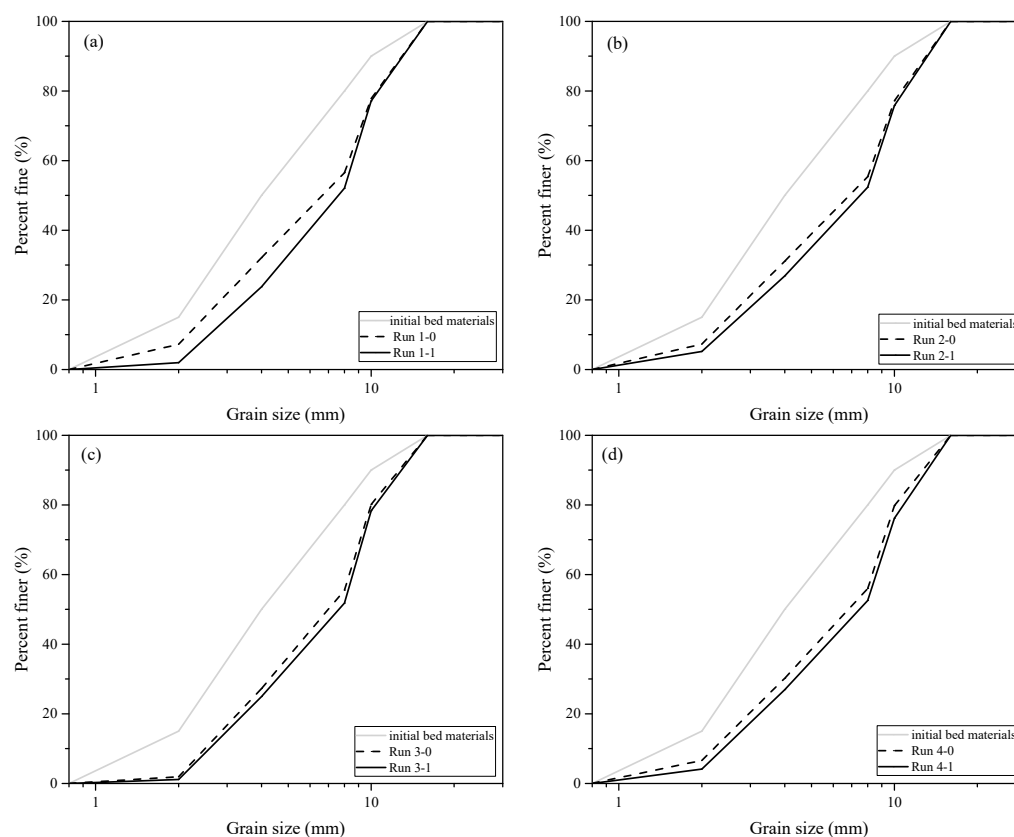 (a)
100
80
60
40
20
0
Percent fine (%)
initial bed materials
Run 1-0
Run 1-1
1
10
Grain size (mm)
(b)
100
80
60
40
20
0
Percent finer (%)
initial bed materials
Run 2-0
Run 2-1
1
10
Grain size (mm)
(c)
100
80
60
40
20
0
Percent finer (%)
initial bed materials
Run 3-0
Run 3-1
1
10
Grain size (mm)
(d)
100
80
60
40
20
0
Percent finer (%)
initial bed materials
Run 4-0
Run 4-1
1
10
Grain size (mm)